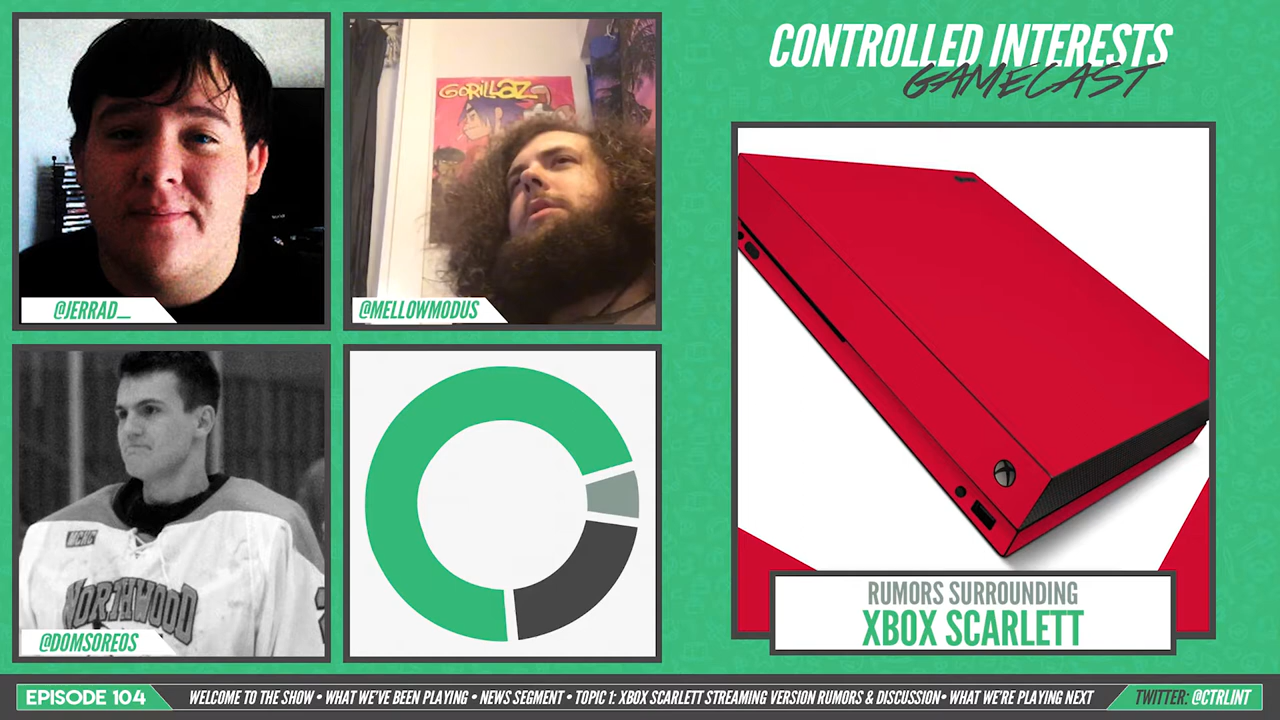 CONTROLLED INTERESTS
GAMECAST
GORILLAZ
@JERRAD_
@MELLOWMODUS
NORTHWOOD
@DOMSOREOS
RUMORS SURROUNDING
XBOX SCARLETT
EPISODE 104
WELCOME TO THE SHOW • WHAT WE'VE BEEN PLAYING • NEWS SEGMENT • TOPIC 1: XBOX SCARLETT STREAMING VERSION RUMORS & DISCUSSION• WHAT WE'RE PLAYING NEXT
TWITTER: @CTRLINT